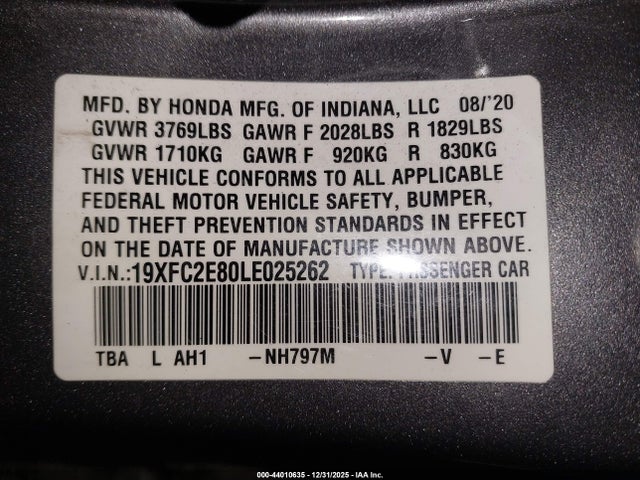 MFD. BY HONDA MFG. OF INDIANA, LLC 08/'20
GVWR 3769LBS GAWR F 2028LBS R 1829LBS
GVWR 1710KG GAWR F 920KG R 830KG
THIS VEHICLE CONFORMS TO ALL APPLICABLE
FEDERAL MOTOR VEHICLE SAFETY, BUMPER,
AND THEFT PREVENTION STANDARDS IN EFFECT
ON THE DATE OF MANUFACTURE SHOWN ABOVE.
V.I.N.:19XFC2E80LE025262 TYPE: PASSENGER CAR
TBA L AH1 -NH797M -V -E
000-44010635 - 12/31/2025 - IAA Inc.